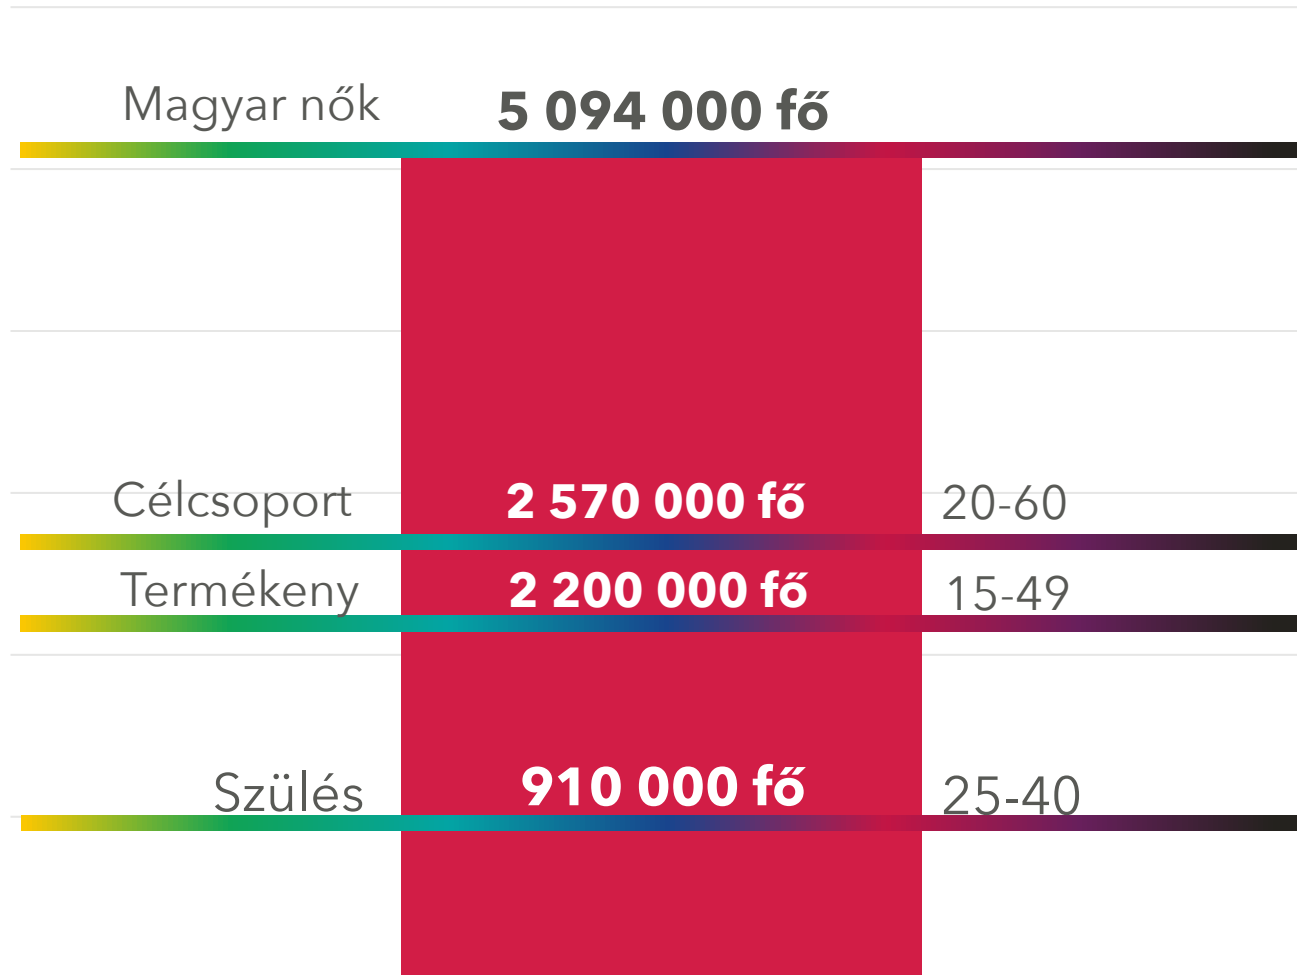 Magyar nők 5 094 000 fő
Célcsoport 2 570 000 fő 20-60
Termékeny 2 200 000 fő 15-49
Szülés 910 000 fő 25-40